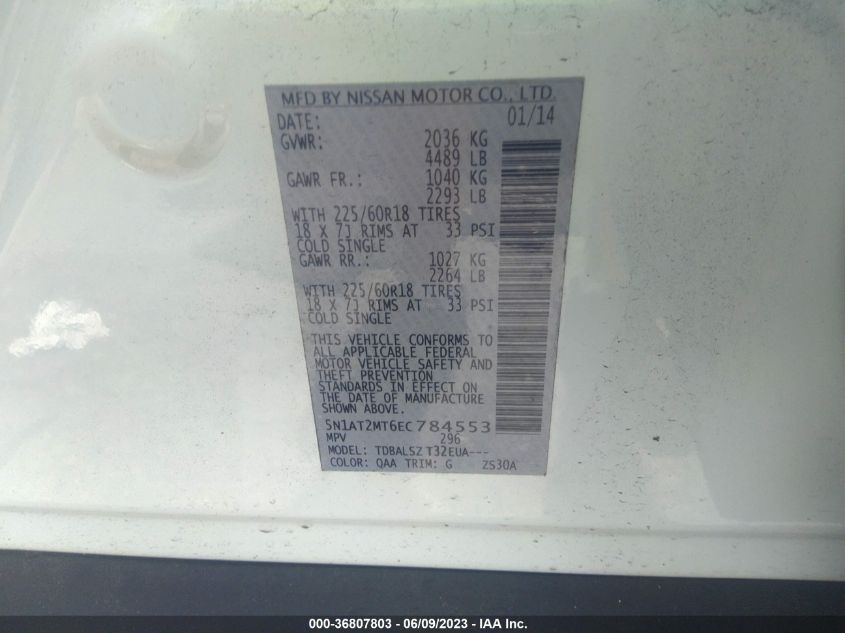 MFD BY NISSAN MOTOR CO., LTD.
DATE: 01/14
GVWR: 2036 KG
4489 LB
GAWR FR.: 1040 KG
2293 LB
WITH 225/60R18 TIRES
18 X 7J RIMS AT 33 PSI
COLD SINGLE
GAWR RR.: 1027 KG
2264 LB
WITH 225/60R18 TIRES
18 X 7J RIMS AT 33 PSI
COLD SINGLE
THIS VEHICLE CONFORMS TO
ALL APPLICABLE FEDERAL
MOTOR VEHICLE SAFETY AND
THEFT PREVENTION
STANDARDS IN EFFECT ON
THE DATE OF MANUFACTURE
SHOWN ABOVE.
5N1AT2MT6EC784553
MPV 296
MODEL: TDBALSZ T32EUA---
COLOR: QAA TRIM: G ZS30A
000-36807803 - 06/09/2023 - IAA Inc.